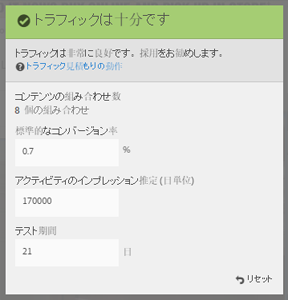 トラフィックは十分です
トラフィックは非常に良好です。採用をお勧めします。
トラフィック見積もりの動作
コンテンツの組み合わせ数
8 個の組み合わせ
標準的なコンバージョン率
0.7 %
アクティビティのインプレッション推定 (日単位)
170000
テスト期間
21 日
リセット